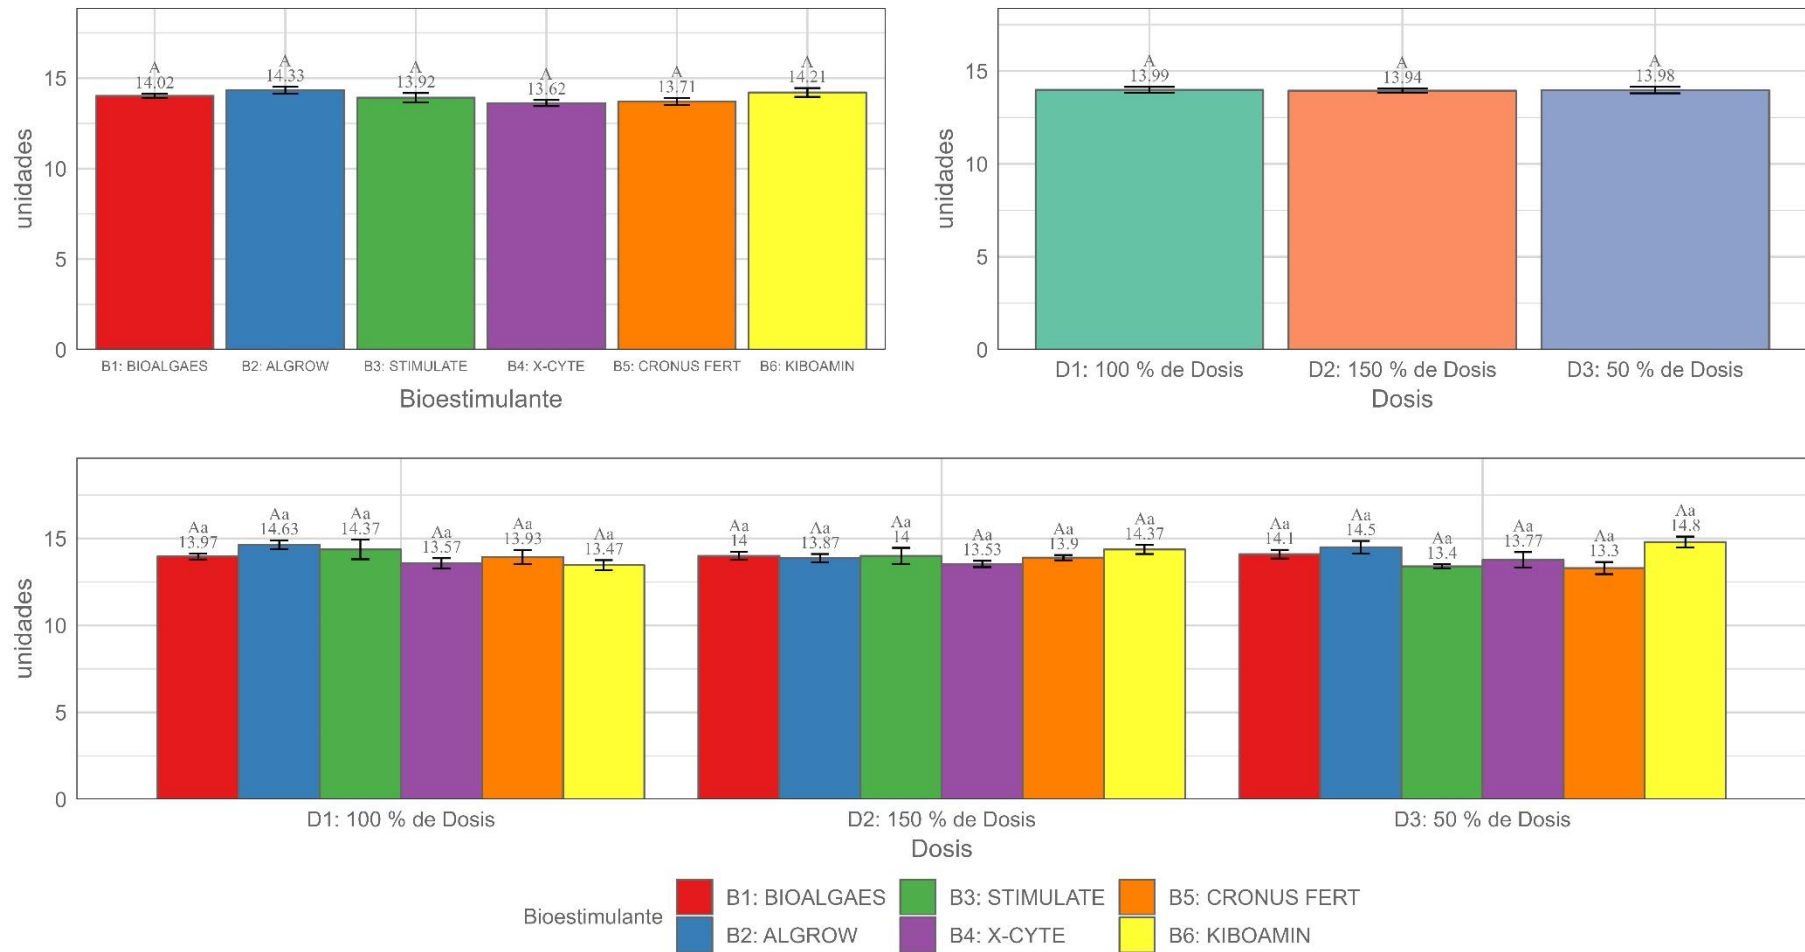 A A A A A A
14.02 14.33 13.92 13.62 13.71 14.21
15
10
5
0
unidades
B1: BIOALGAES B2: ALGROW B3: STIMULATE B4: X-CYTE B5: CRONUS FERT B6: KIBOAMIN
Bioestimulante
A A A
13.99 13.94 13.98
15
10
5
0
unidades
D1: 100 % de Dosis D2: 150 % de Dosis D3: 50 % de Dosis
Dosis
Aa Aa Aa Aa Aa Aa Aa Aa Aa Aa Aa Aa Aa Aa Aa Aa Aa Aa
13.97 14.63 14.37 13.57 13.93 13.47 14 13.87 14 13.53 13.9 14.37 14.1 14.5 13.4 13.77 13.3 14.8
15
10
5
0
unidades
D1: 100 % de Dosis D2: 150 % de Dosis D3: 50 % de Dosis
Dosis
Bioestimulante
B1: BIOALGAES B3: STIMULATE B5: CRONUS FERT
B2: ALGROW B4: X-CYTE B6: KIBOAMIN